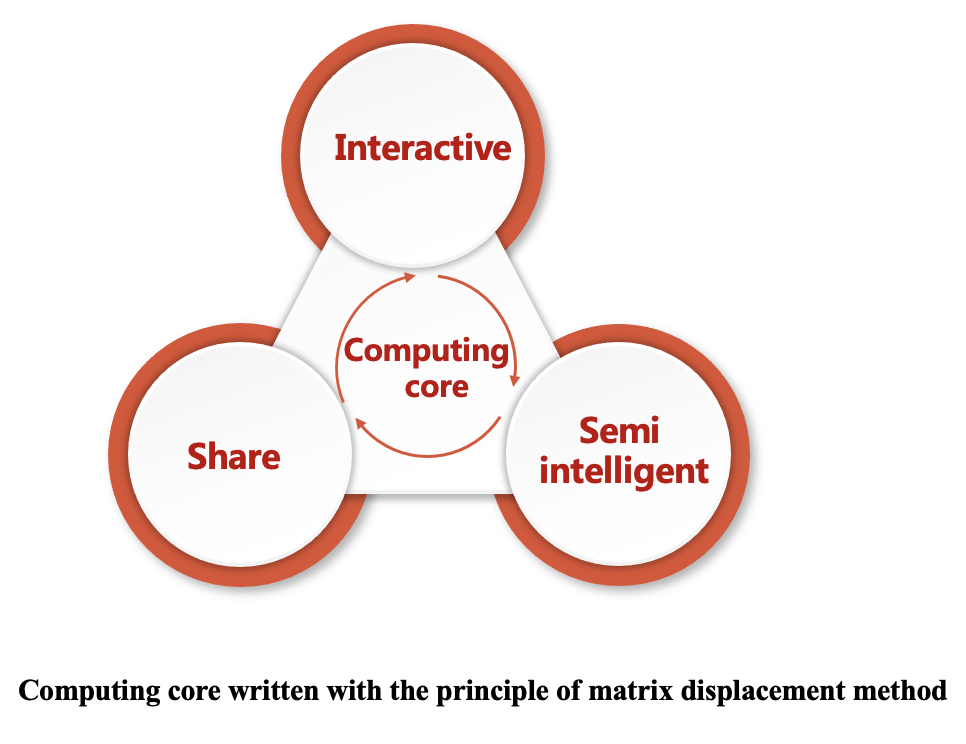 Interactive
Computing
core
Share
Semi
intelligent
Computing core written with the principle of matrix displacement method